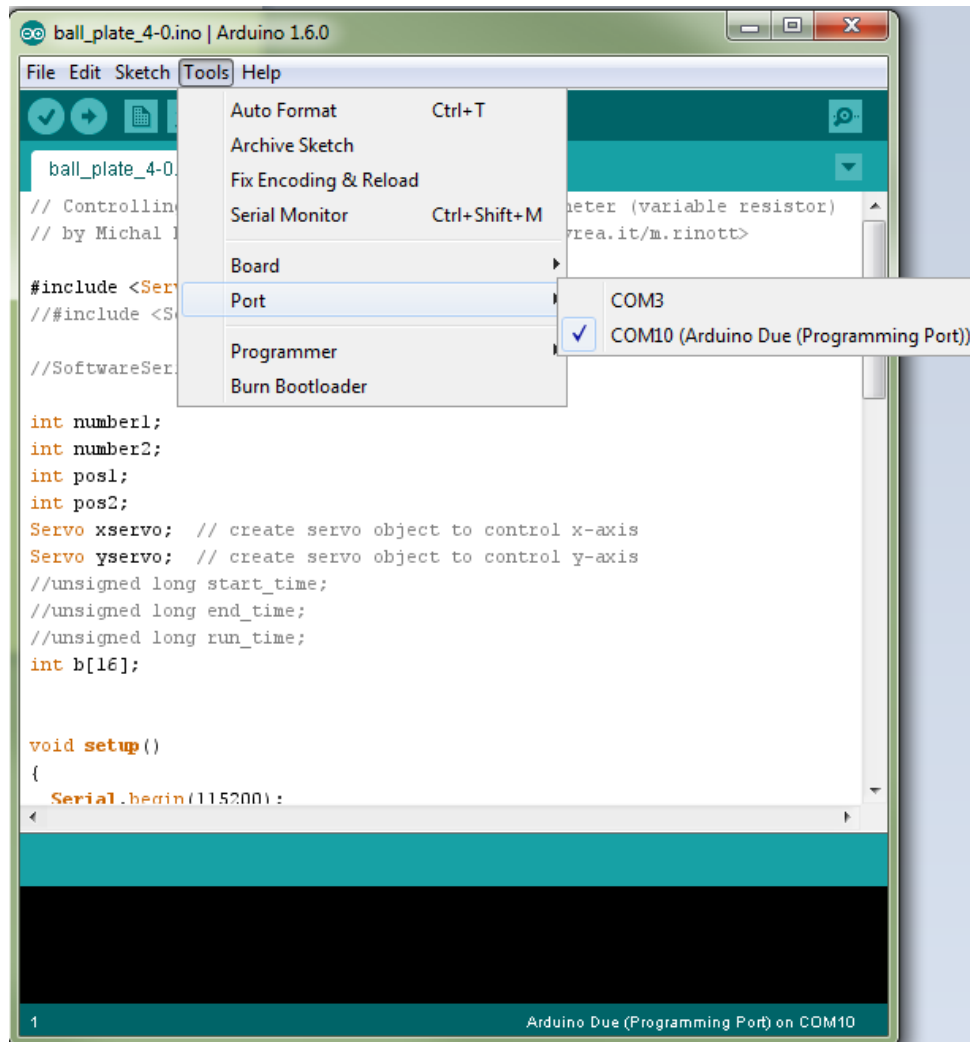 ball_plate_4-0.ino | Arduino 1.6.0
File Edit Sketch Tools Help
Auto Format Ctrl+T
Archive Sketch
Fix Encoding & Reload
Serial Monitor Ctrl+Shift+M
Board
Port
Programmer
Burn Bootloader
COM3
COM10 (Arduino Due (Programming Port))
ball_plate_4-0.
// Controlling eter (variable resistor)
// by Michal vrea.it/m.rinott>
#include <Ser
//#include <S
//SoftwareSer
int number1;
int number2;
int pos1;
int pos2;
Servo xservo;  // create servo object to control x-axis
Servo yservo;  // create servo object to control y-axis
//unsigned long start_time;
//unsigned long end_time;
//unsigned long run_time;
int b[16];
void setup()
{
Serial.begin(115200);
1
Arduino Due (Programming Port) on COM10